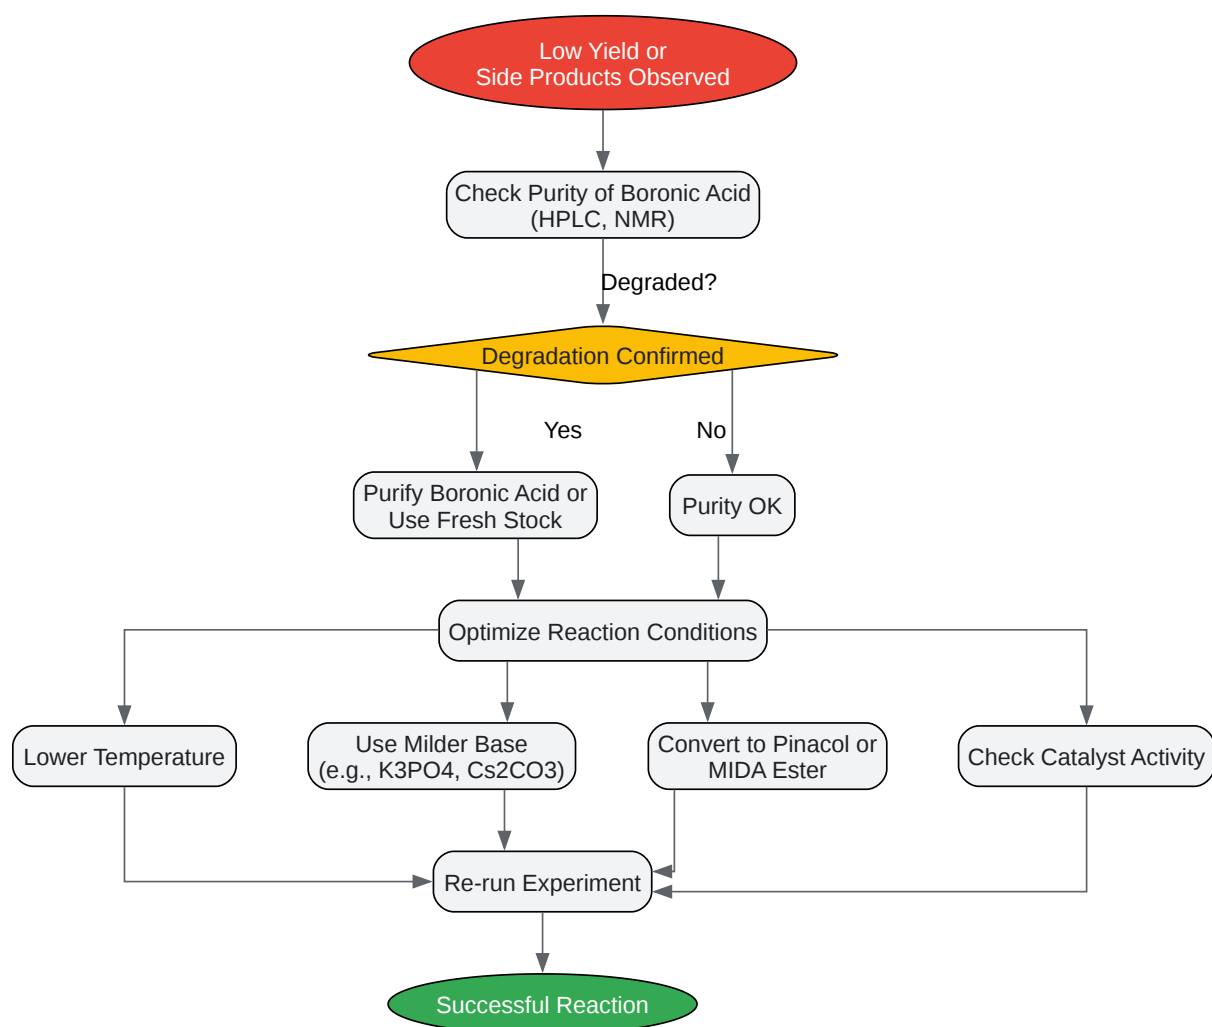 Low Yield or
Side Products Observed
Check Purity of Boronic Acid
(HPLC, NMR)
Degraded?
Degradation Confirmed
Yes
No
Purify Boronic Acid or
Use Fresh Stock
Purity OK
Optimize Reaction Conditions
Lower Temperature
Use Milder Base
(e.g., K3PO4, Cs2CO3)
Convert to Pinacol or
MIDA Ester
Check Catalyst Activity
Re-run Experiment
Successful Reaction